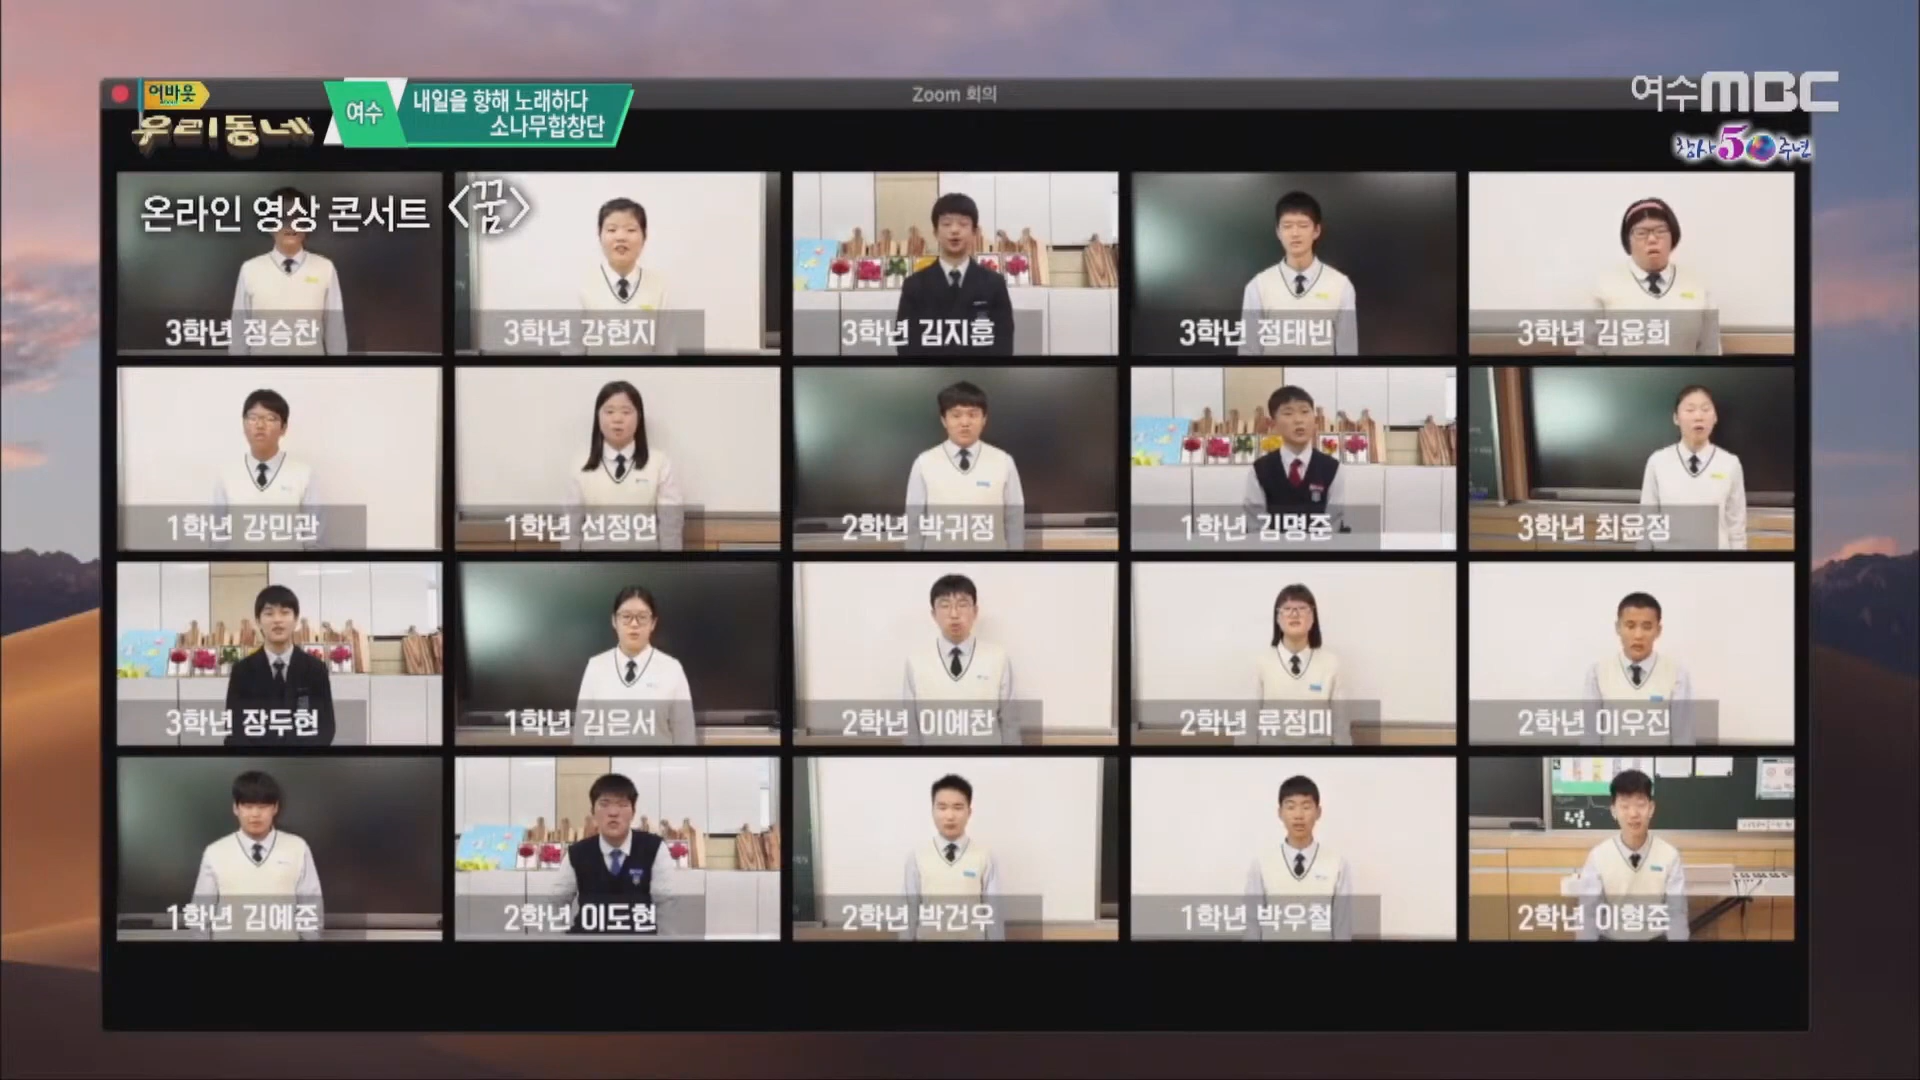 Zoom 회의
어바웃
우리동네
여수
내일을 향해 노래하다
소나무합창단
여수MBC
창사50주년
온라인 영상 콘서트 <꿈>
3학년 정승찬
3학년 강현지
3학년 김지훈
3학년 정태빈
3학년 김윤희
1학년 강민관
1학년 선정연
2학년 박귀정
1학년 김명준
3학년 최윤정
3학년 장두현
1학년 김은서
2학년 이예찬
2학년 류정미
2학년 이우진
1학년 김예준
2학년 이도현
2학년 박건우
1학년 박우철
2학년 이형준